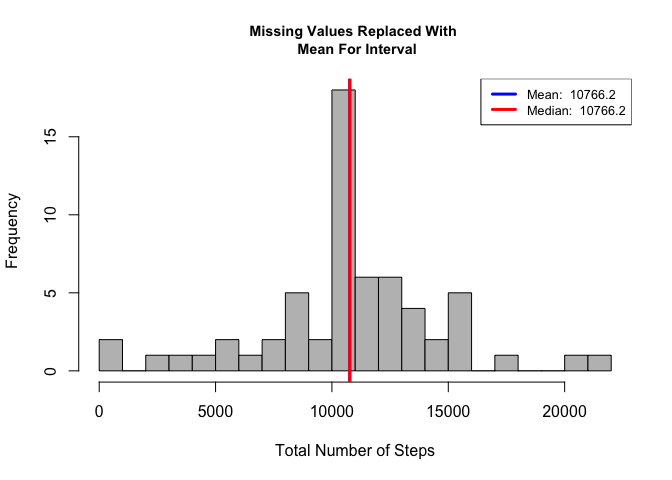 Missing Values Replaced With
Mean For Interval
Mean:  10766.2
Median:  10766.2
Frequency
15
10
5
0
0 5000 10000 15000 20000
Total Number of Steps